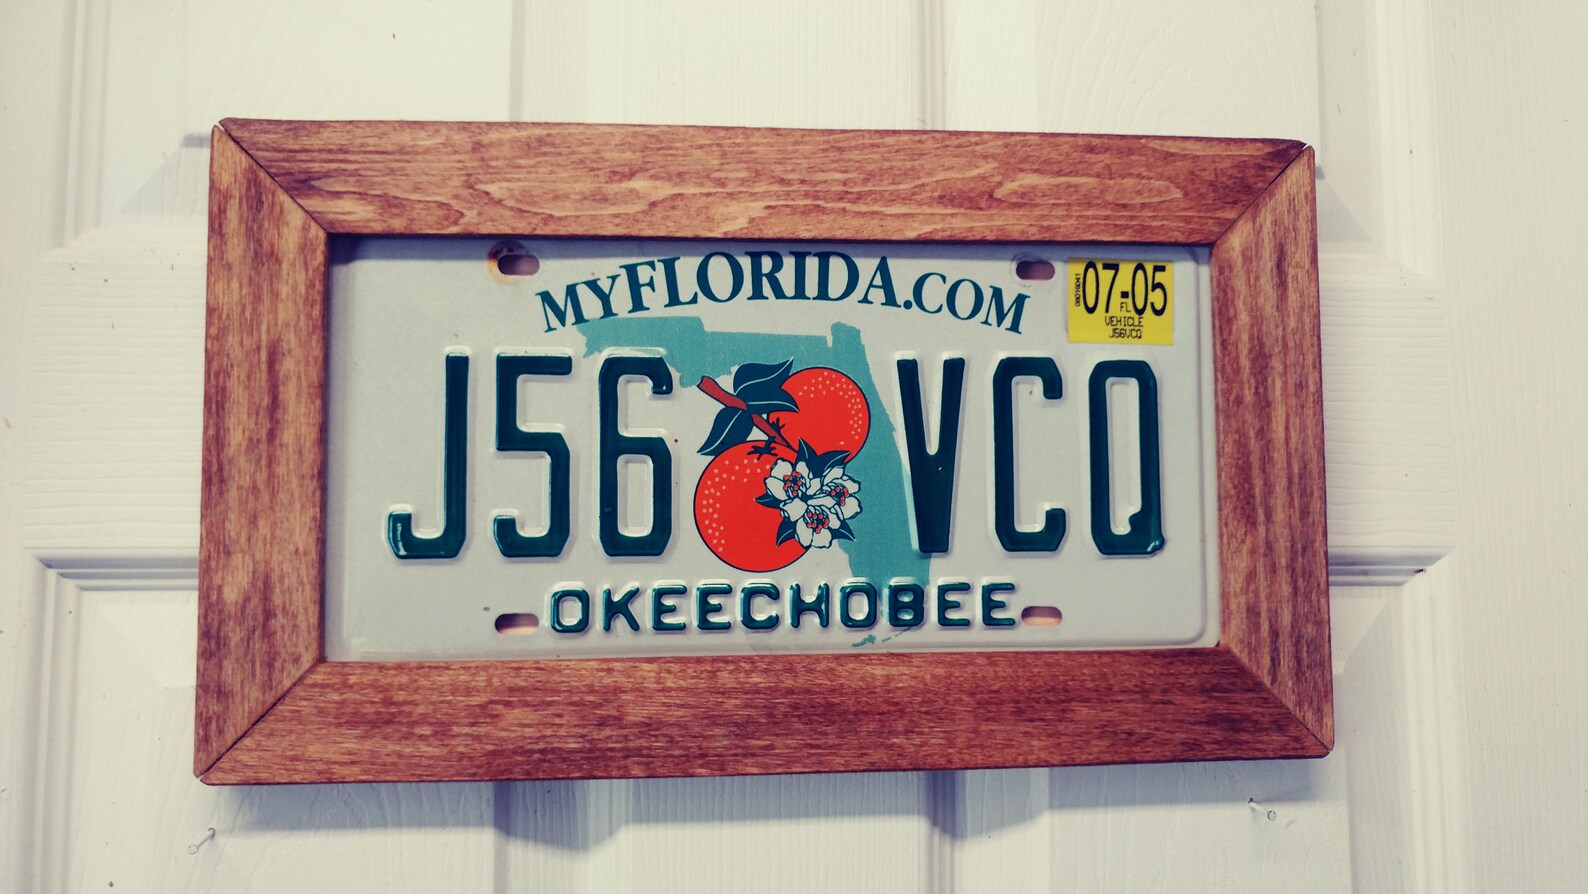 MYFLORIDA.COM
07-05
FL
VEHICLE
J56VCQ
J56 VCQ
OKEECHOBEE